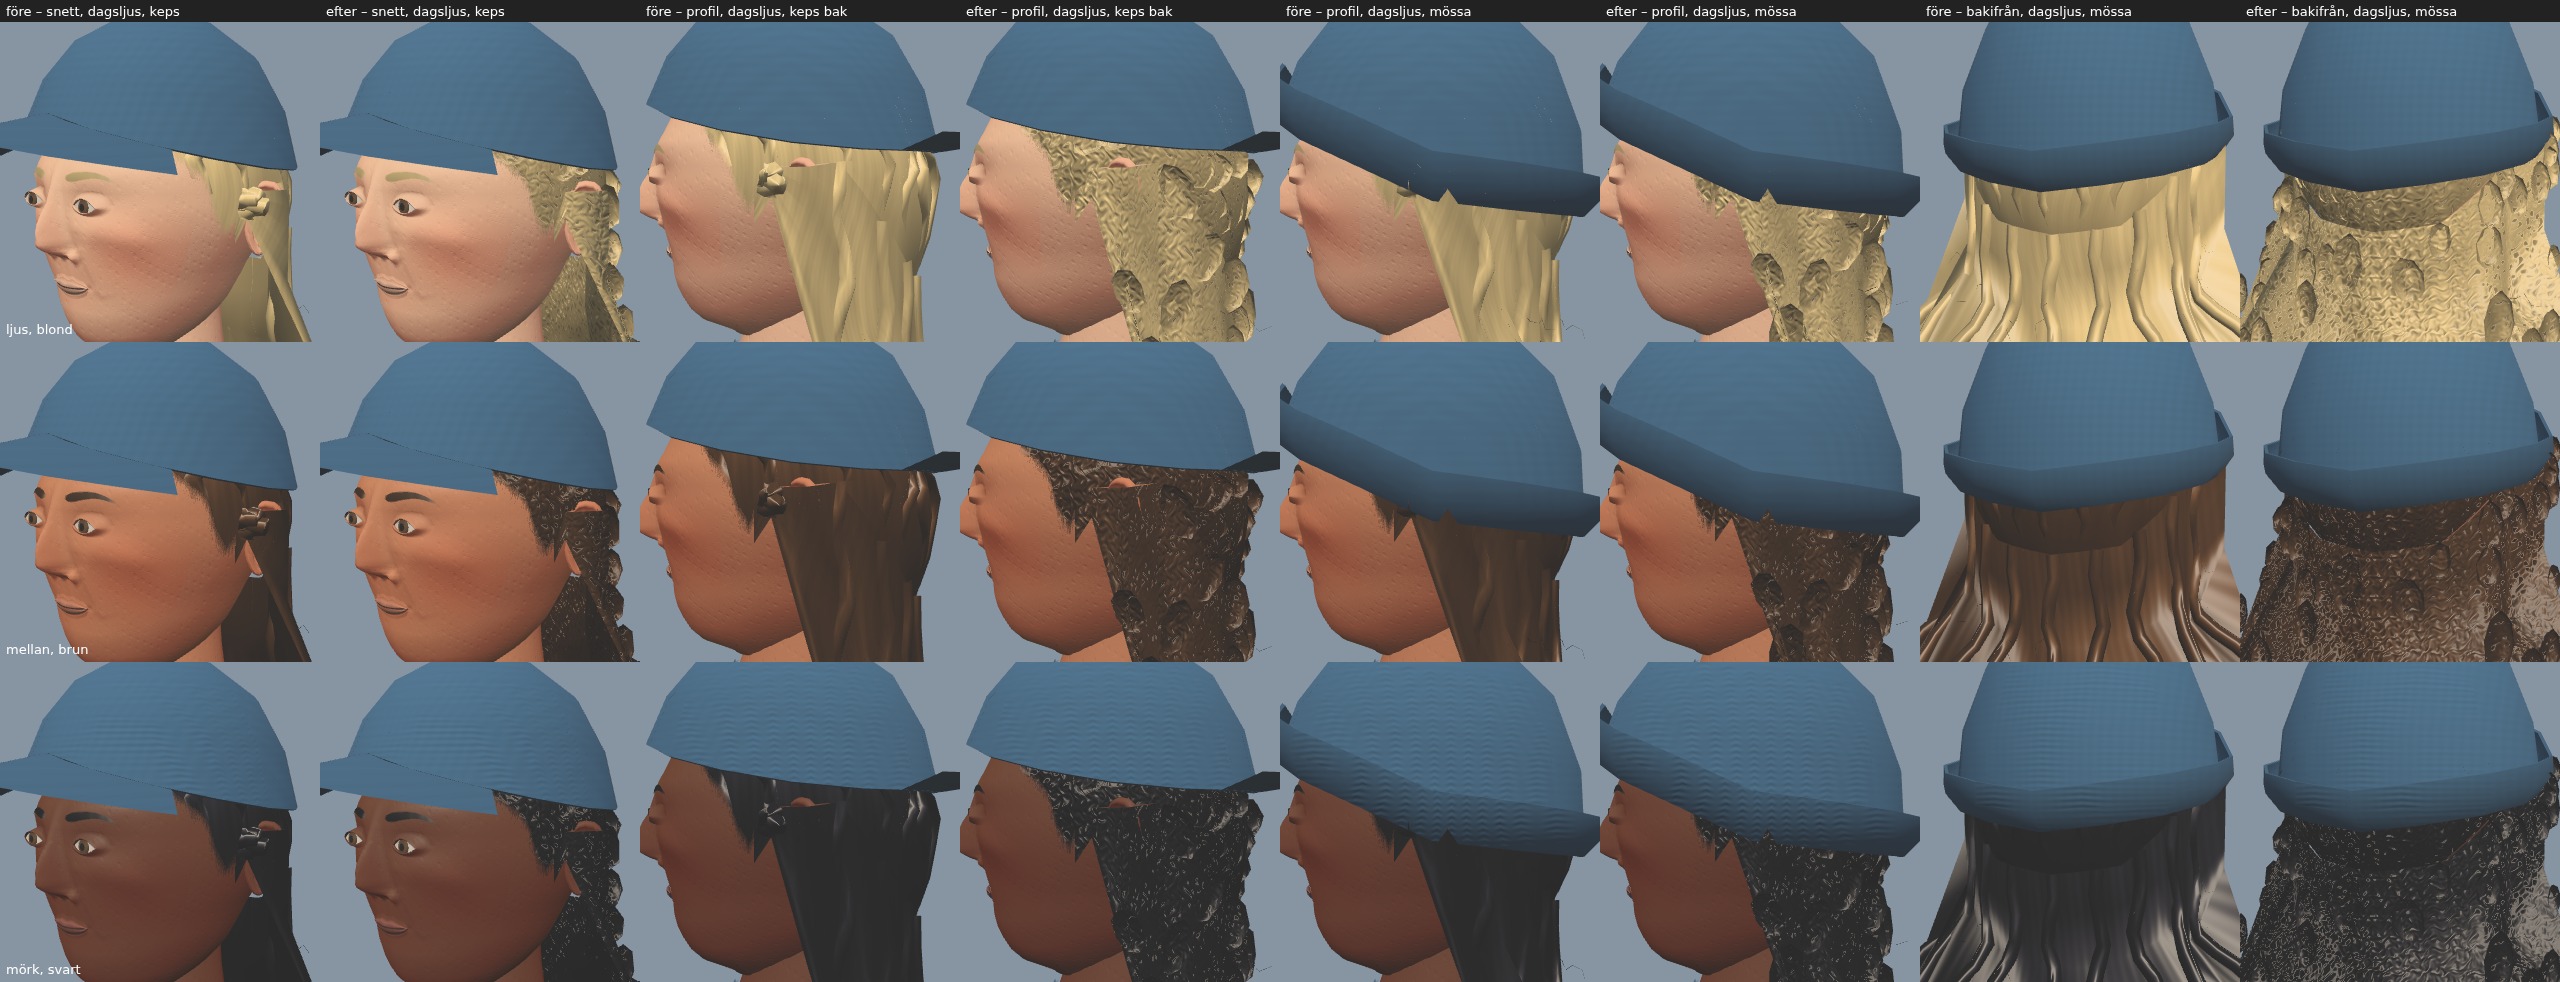 före – snett, dagsljus, keps
efter – snett, dagsljus, keps
före – profil, dagsljus, keps bak
efter – profil, dagsljus, keps bak
före – profil, dagsljus, mössa
efter – profil, dagsljus, mössa
före – bakifrån, dagsljus, mössa
efter – bakifrån, dagsljus, mössa
ljus, blond
mellan, brun
mörk, svart